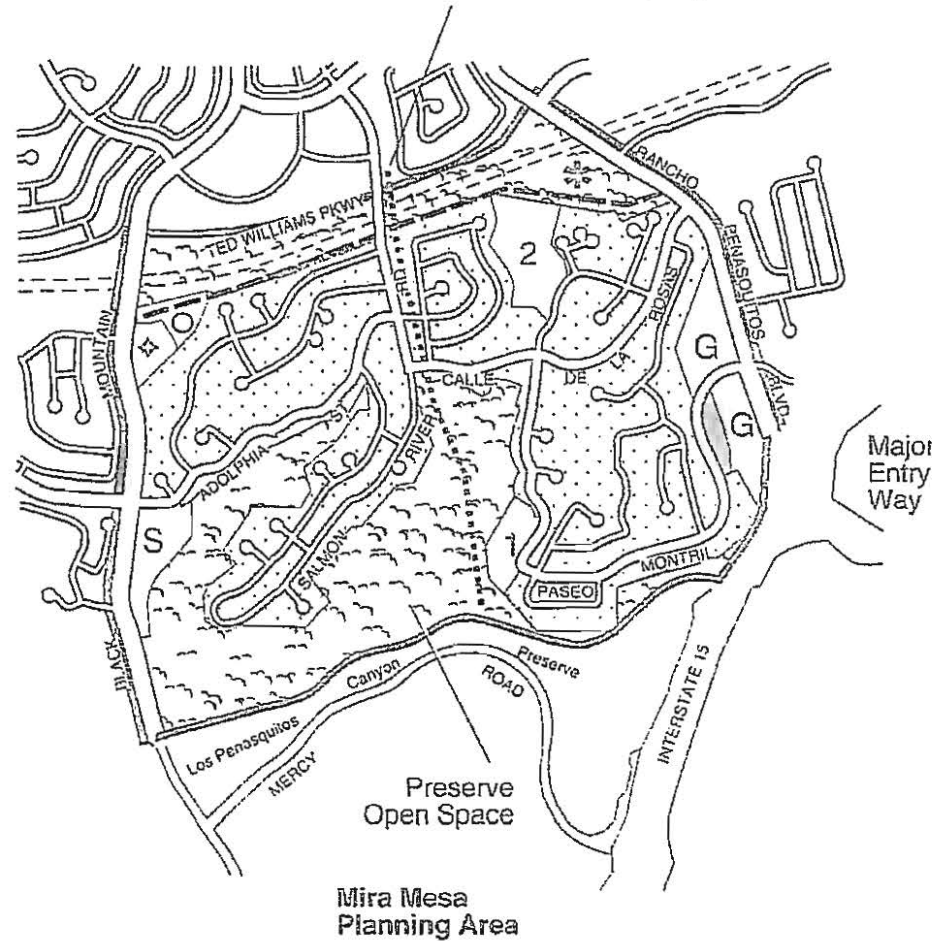 RANCHO
PENASQUITOS
BLVD.
TED WILLIAMS PKWY
2
RIO
MOUNTAIN
ROSAS
G
CALLE
DE
LA
G
Major
Entry
Way
ADOLPHIA
ST.
RIVER
S
SALMON
MONTRIL
PASEO
BLACK
Los Penasquitos
Canyon
Preserve
ROAD
MERCY
INTERSTATE 15
Preserve
Open Space
Mira Mesa
Planning Area